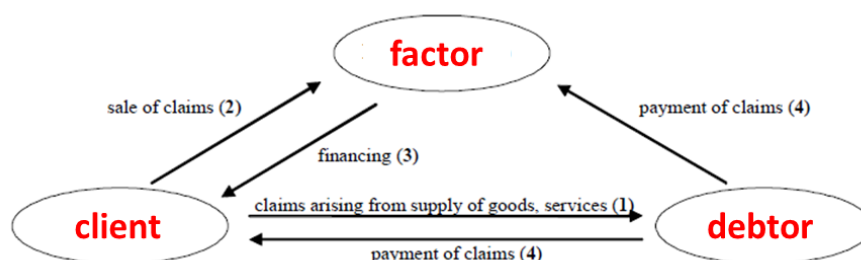 factor
sale of claims (2)
payment of claims (4)
financing (3)
claims arising from supply of goods, services (1)
client
debtor
payment of claims (4)